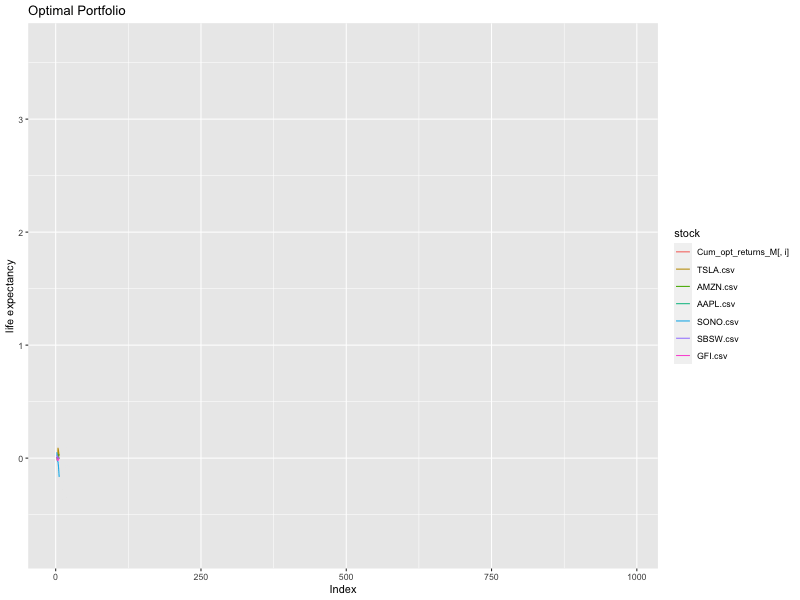 Optimal Portfolio
3
2
1
0
life expectancy
0 250 500 750 1000
Index
stock
Cum_opt_returns_M[, i]
TSLA.csv
AMZN.csv
AAPL.csv
SONO.csv
SBSW.csv
GFI.csv